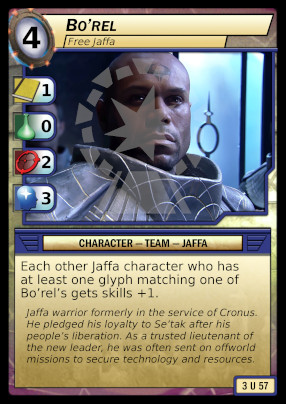 4
BO'REL
Free Jaffa
1
0
2
3
CHARACTER – TEAM – JAFFA
Each other Jaffa character who has
at least one glyph matching one of
Bo'rel's gets skills +1.
Jaffa warrior formerly in the service of Cronus.
He pledged his loyalty to Se'tak after his
people's liberation. As a trusted lieutenant of
the new leader, he was often sent on offworld
missions to secure technology and resources.
3 U 57